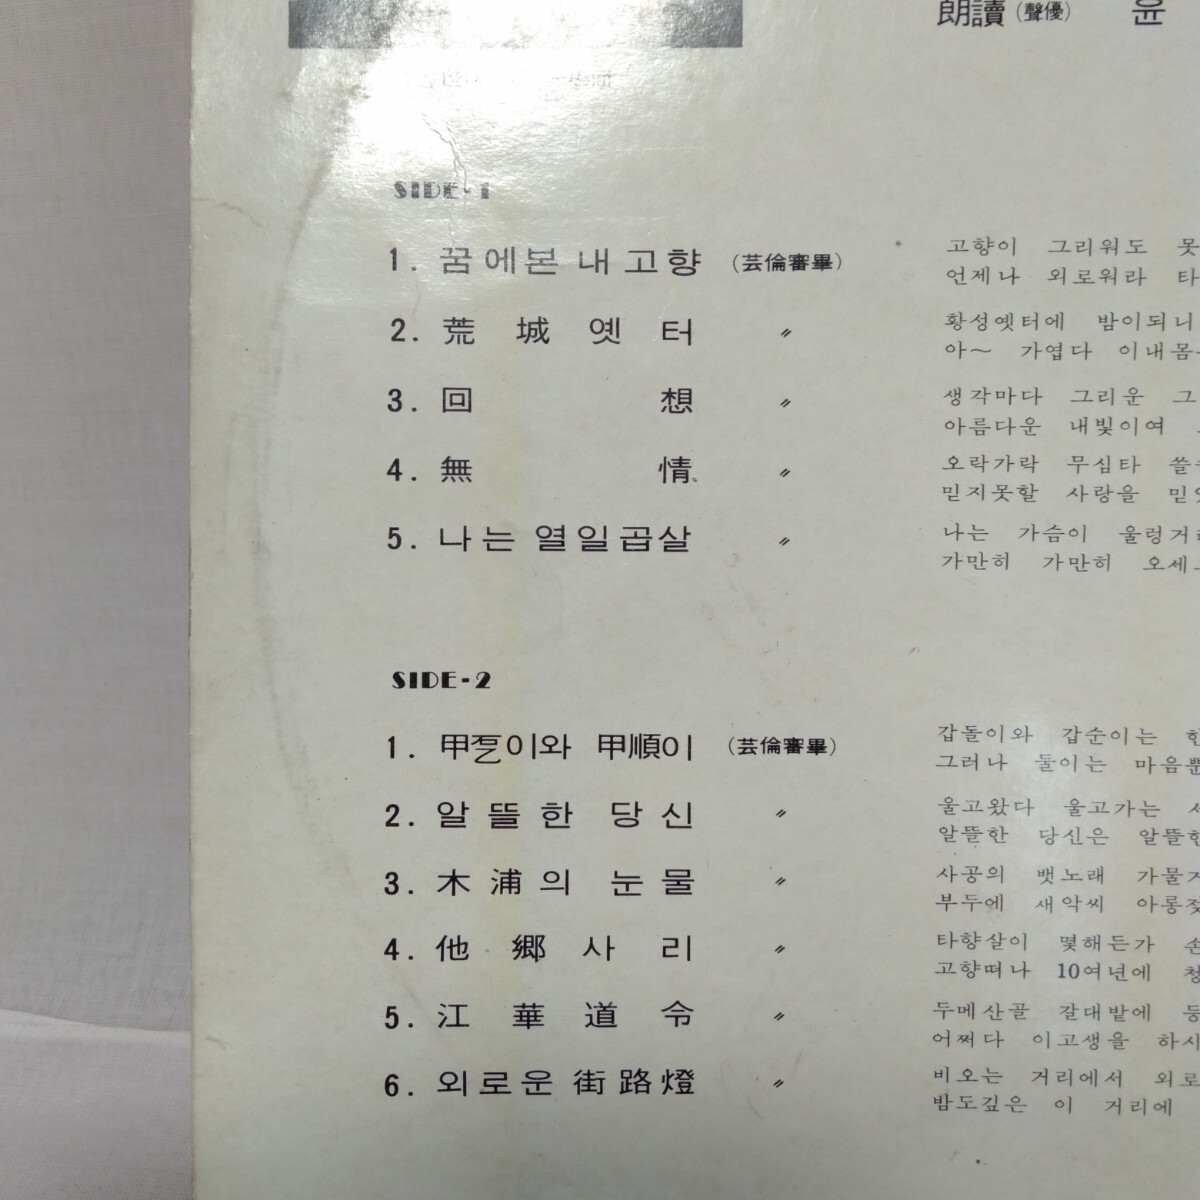 朗讀(聲優) 윤
SIDE-1
1. 꿈에본 내고향 (芸倫審畢)
고향이 그리워도 못
언제나 외로워라 타
2. 荒城옛터 〃
황성옛터에 밤이되니
아~ 가엽다 이내몸
3. 回想 〃
생각마다 그리운 그
아름다운 내빛이여
4. 無情 〃
오락가락 무심타
믿지못할 사랑을
5. 나는 열일곱살 〃
나는 가슴이 울렁거
가만히 가만히 오세
SIDE-2
1. 甲乭이와 甲順이 (芸倫審畢)
갑돌이와 갑순이는 한
그러나 둘이는 마음뿐
2. 알뜰한 당신 〃
울고왔다 울고가는
알뜰한 당신은 알뜰한
3. 木浦의 눈물 〃
사공의 뱃노래 가물거
부두에 새악씨 아롱젖
4. 他鄕사리 〃
타향살이 몇해든가 손
고향떠나 10여년에 청
5. 江華道令 〃
두메산골 갈대밭에 등
어쩌다 이고생을 하시
6. 외로운 街路燈 〃
비오는 거리에서 외로
밤도깊은 이 거리에